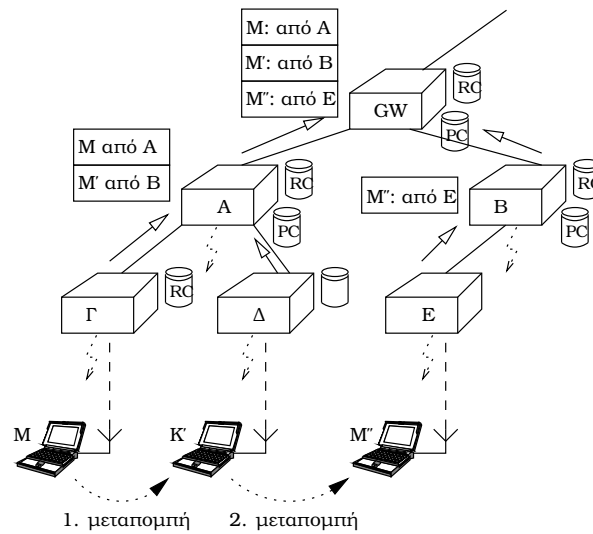 Μ: από Α
Μ': από Β
Μ'': από Ε
RC
GW
PC
Μ από Α
Μ' από Β
RC
Α
PC
Μ'': από Ε
RC
Β
PC
RC
Γ
Δ
Ε
Μ
Κ'
Μ''
1. μεταπομπή
2. μεταπομπή